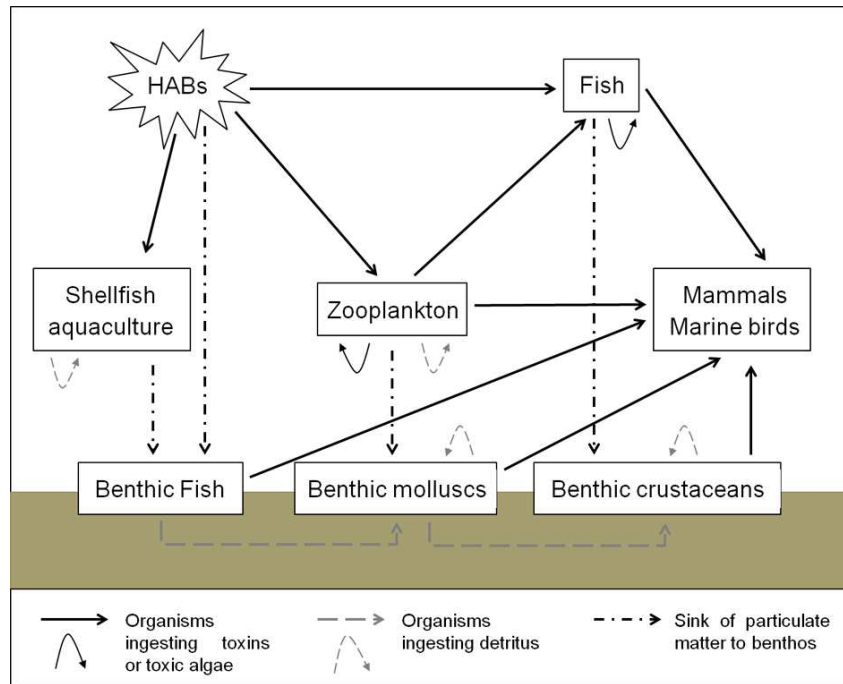 HABs
Fish
Shellfish
aquaculture
Zooplankton
Mammals
Marine birds
Benthic Fish
Benthic molluscs
Benthic crustaceans
Organisms
ingesting toxins
or toxic algae
Organisms
ingesting detritus
Sink of particulate
matter to benthos